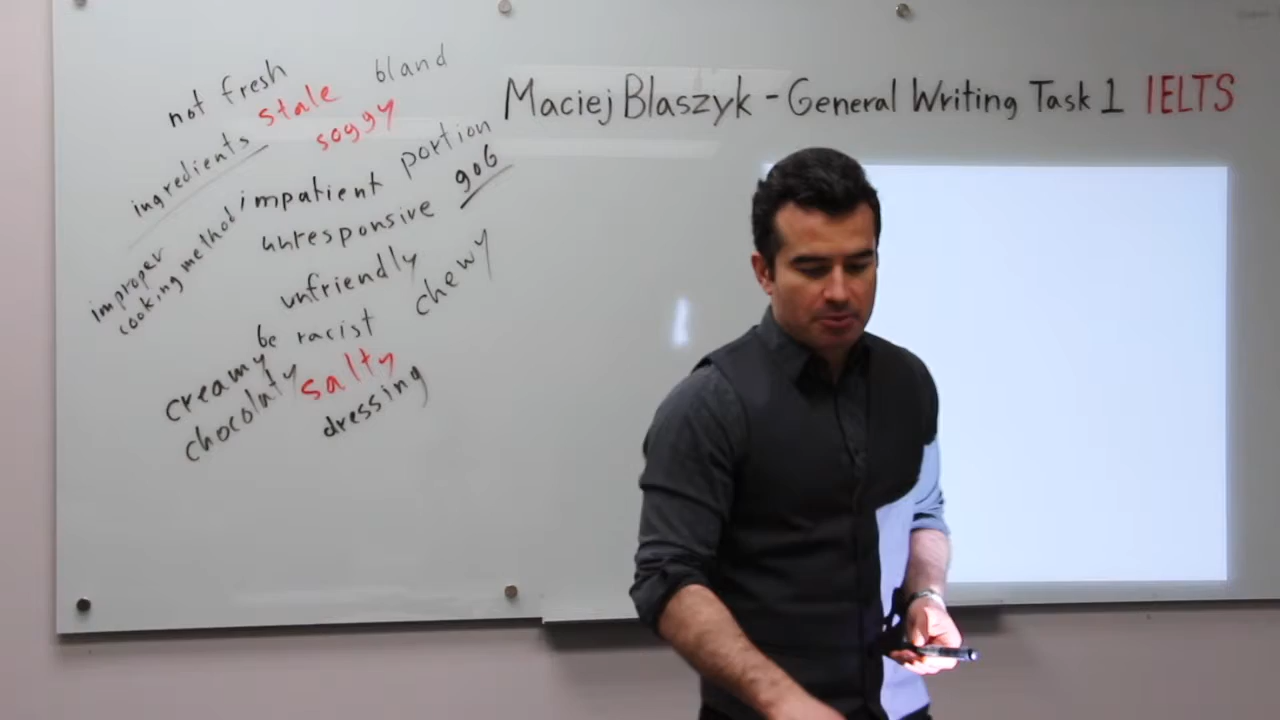 Maciej Blaszyk - General Writing Task 1 IELTS
not fresh
bland
stale
soggy
ingredients
portion
impatient
gob
unresponsive
improper
cooking method
unfriendly
chewy
be racist
creamy
salty
chocolaty
dressing